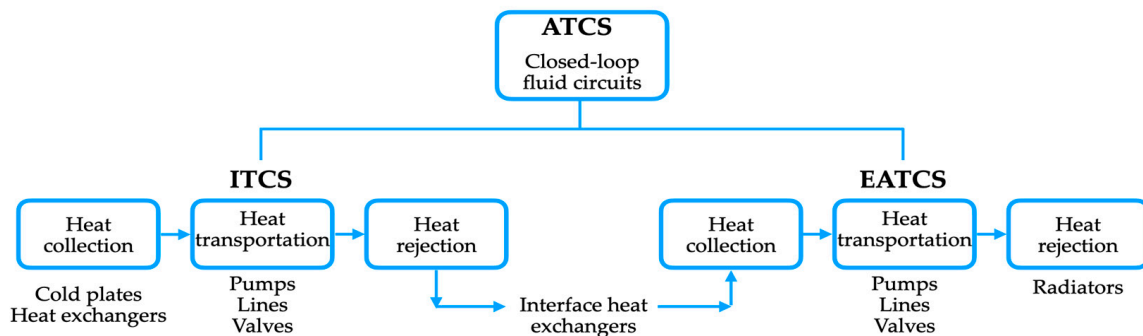 ATCS
Closed-loop
fluid circuits
ITCS
EATCS
Heat
collection
Heat
transportation
Heat
rejection
Heat
collection
Heat
transportation
Heat
rejection
Cold plates
Heat exchangers
Pumps
Lines
Valves
Interface heat
exchangers
Pumps
Lines
Valves
Radiators